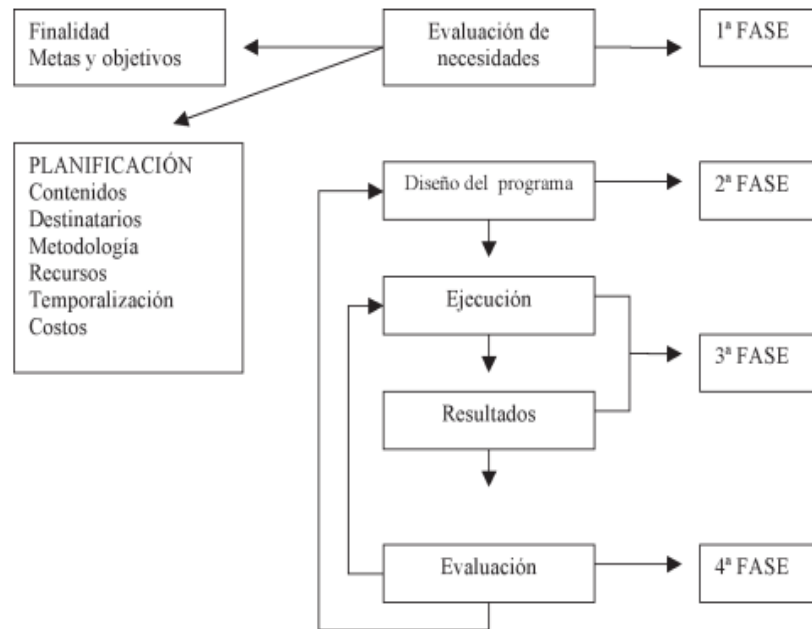 Finalidad
Metas y objetivos
Evaluación de
necesidades
1ª FASE
PLANIFICACIÓN
Contenidos
Destinatarios
Metodología
Recursos
Temporalización
Costos
Diseño del programa
2ª FASE
Ejecución
3ª FASE
Resultados
Evaluación
4ª FASE